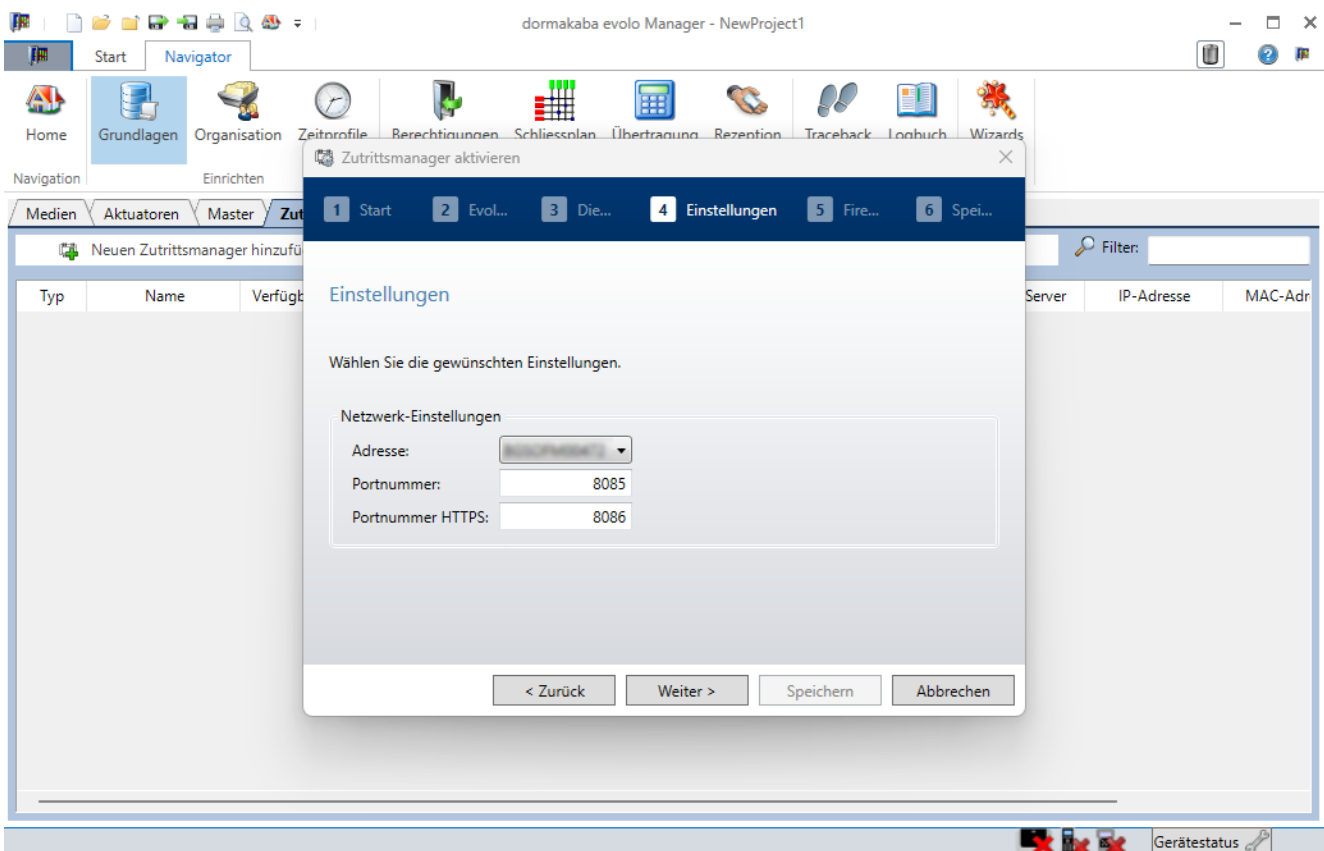 dormakaba evolo Manager - NewProject1
Start Navigator
Home Grundlagen Organisation Zeitprofile Berechtigungen Schliessplan Übertragung Rezeption Traceback Logbuch Wizards
Navigation Einrichten
Zutrittsmanager aktivieren
1 Start 2 Evol... 3 Die... 4 Einstellungen 5 Fire... 6 Spei...
Medien Aktuatoren Master Zut
Neuen Zutrittsmanager hinzufü Filter:
Typ Name Verfügb Server IP-Adresse MAC-Adr
Einstellungen
Wählen Sie die gewünschten Einstellungen.
Netzwerk-Einstellungen
Adresse:
Portnummer: 8085
Portnummer HTTPS: 8086
< Zurück Weiter > Speichern Abbrechen
Gerätestatus